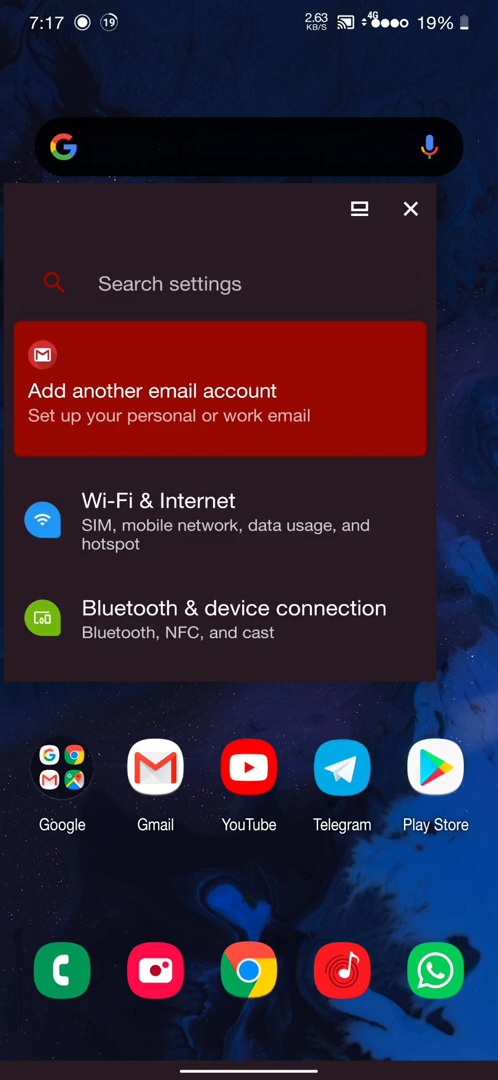 7:17 19 2.63 KB/S 4G 19%
Search settings
Add another email account
Set up your personal or work email
Wi-Fi & Internet
SIM, mobile network, data usage, and
hotspot
Bluetooth & device connection
Bluetooth, NFC, and cast
Google Gmail YouTube Telegram Play Store